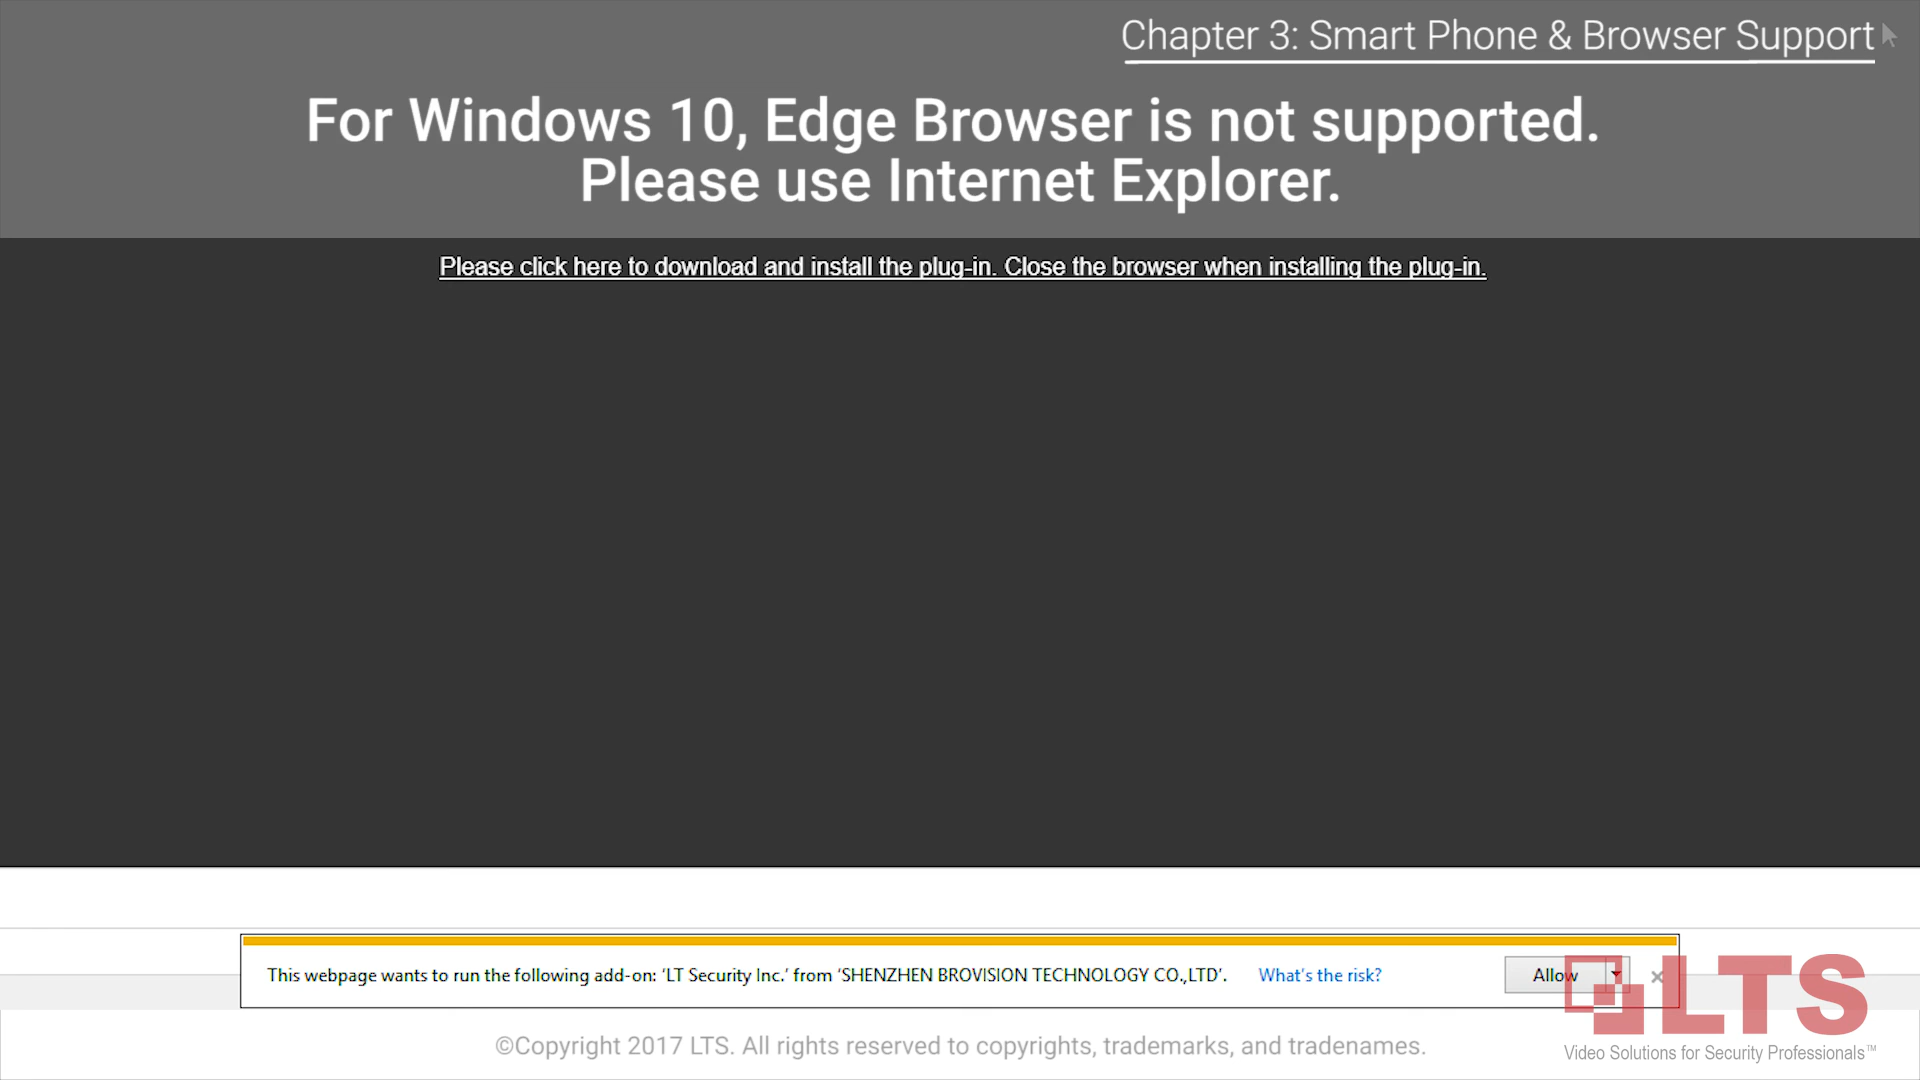 Chapter 3: Smart Phone & Browser Support
For Windows 10, Edge Browser is not supported.
Please use Internet Explorer.
Please click here to download and install the plug-in. Close the browser when installing the plug-in.
This webpage wants to run the following add-on: ‘LT Security Inc.’ from ‘SHENZHEN BROVISION TECHNOLOGY CO.,LTD’. What's the risk? Allow
LTS
Video Solutions for Security Professionals™
©Copyright 2017 LTS. All rights reserved to copyrights, trademarks, and tradenames.